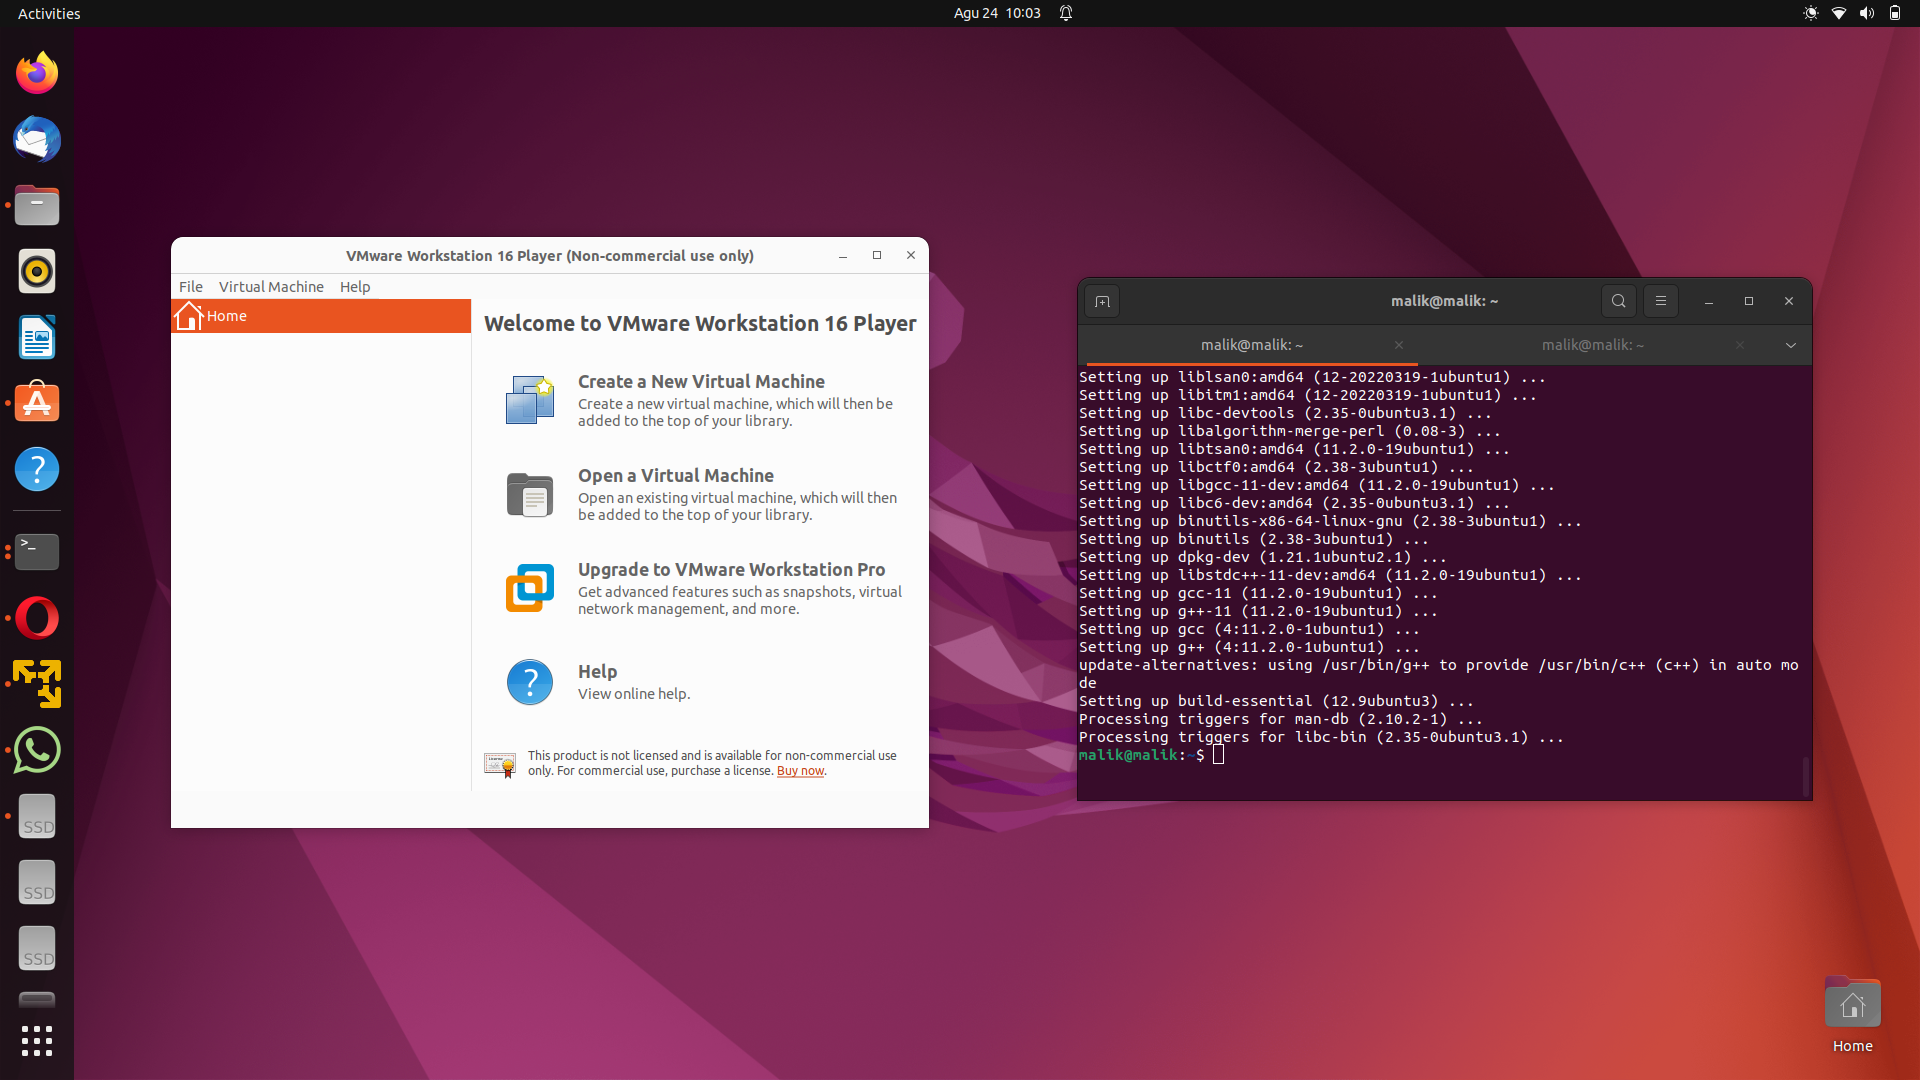 Activities
Agu 24 10:03
VMware Workstation 16 Player (Non-commercial use only)
File Virtual Machine Help
Home
Welcome to VMware Workstation 16 Player
Create a New Virtual Machine
Create a new virtual machine, which will then be
added to the top of your library.
Open a Virtual Machine
Open an existing virtual machine, which will then
be added to the top of your library.
Upgrade to VMware Workstation Pro
Get advanced features such as snapshots, virtual
network management, and more.
Help
View online help.
This product is not licensed and is available for non-commercial use
only. For commercial use, purchase a license. Buy now.
malik@malik: ~
malik@malik: ~ malik@malik: ~
Setting up liblsan0:amd64 (12-20220319-1ubuntu1) ...
Setting up libitm1:amd64 (12-20220319-1ubuntu1) ...
Setting up libc-devtools (2.35-0ubuntu3.1) ...
Setting up libalgorithm-merge-perl (0.08-3) ...
Setting up libtsan0:amd64 (11.2.0-19ubuntu1) ...
Setting up libctf0:amd64 (2.38-3ubuntu1) ...
Setting up libgcc-11-dev:amd64 (11.2.0-19ubuntu1) ...
Setting up libc6-dev:amd64 (2.35-0ubuntu3.1) ...
Setting up binutils-x86-64-linux-gnu (2.38-3ubuntu1) ...
Setting up binutils (2.38-3ubuntu1) ...
Setting up dpkg-dev (1.21.1ubuntu2.1) ...
Setting up libstdc++-11-dev:amd64 (11.2.0-19ubuntu1) ...
Setting up gcc-11 (11.2.0-19ubuntu1) ...
Setting up g++-11 (11.2.0-19ubuntu1) ...
Setting up gcc (4:11.2.0-1ubuntu1) ...
Setting up g++ (4:11.2.0-1ubuntu1) ...
update-alternatives: using /usr/bin/g++ to provide /usr/bin/c++ (c++) in auto mo
de
Setting up build-essential (12.9ubuntu3) ...
Processing triggers for man-db (2.10.2-1) ...
Processing triggers for libc-bin (2.35-0ubuntu3.1) ...
malik@malik:~$
SSD
SSD
SSD
Home